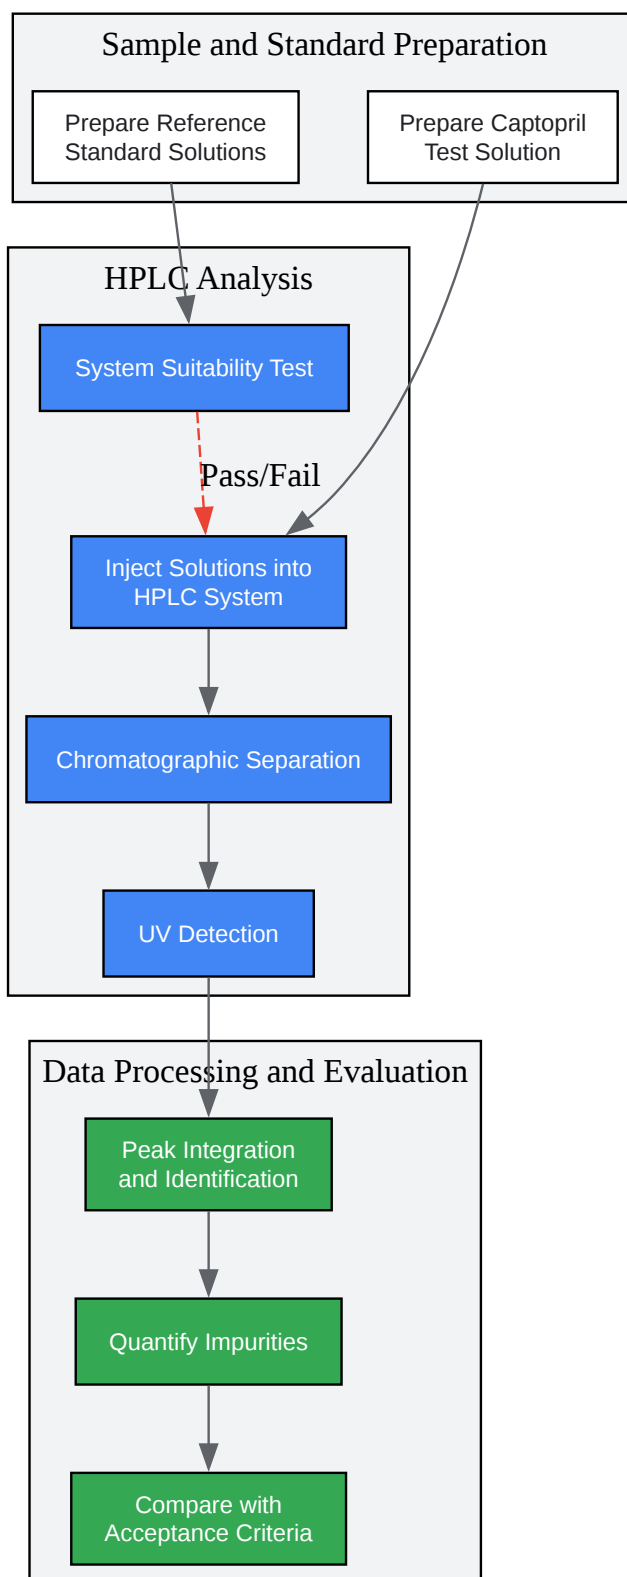 Sample and Standard Preparation
Prepare Reference
Standard Solutions
Prepare Captopril
Test Solution
HPLC Analysis
System Suitability Test
Pass/Fail
Inject Solutions into
HPLC System
Chromatographic Separation
UV Detection
Data Processing and Evaluation
Peak Integration
and Identification
Quantify Impurities
Compare with
Acceptance Criteria